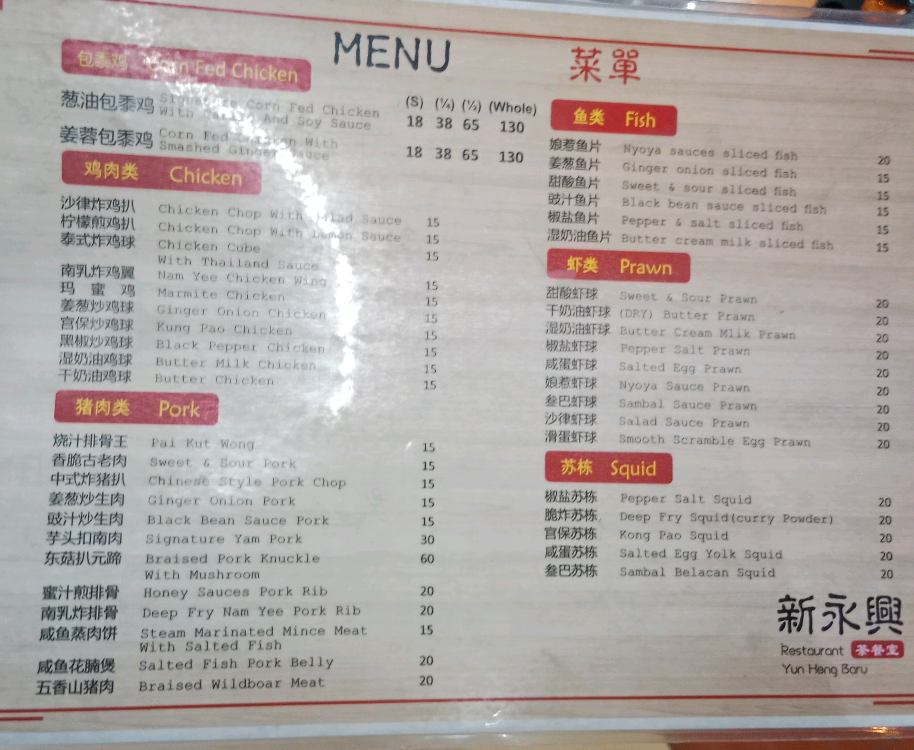 MENU 菜單
包黍鸡 Corn Fed Chicken
(S) (¼) (½) (Whole)
葱油包黍鸡 Signature Corn Fed Chicken
With And Soy Sauce 18 38 65 130
姜蓉包黍鸡 Corn Fed Chicken With
Smashed Ginger Sauce 18 38 65 130
鸡肉类 Chicken
沙律炸鸡扒 Chicken Chop With Salad Sauce 15
柠檬煎鸡扒 Chicken Chop With Lemon Sauce 15
泰式炸鸡球 Chicken Cube 15
With Thailand Sauce
南乳炸鸡翼 Nam Yee Chicken Wing 15
玛蜜鸡 Marmite Chicken 15
姜葱炒鸡球 Ginger Onion Chicken 15
宫保炒鸡球 Kung Pao Chicken 15
黑椒炒鸡球 Black Pepper Chicken 15
湿奶油鸡球 Butter Milk Chicken 15
干奶油鸡球 Butter Chicken 15
猪肉类 Pork
烧汁排骨王 Pai Kut Wong 15
香脆古老肉 Sweet & Sour Pork 15
中式炸猪扒 Chinese Style Pork Chop 15
姜葱炒生肉 Ginger Onion Pork 15
豉汁炒生肉 Black Bean Sauce Pork 15
芋头扣南肉 Signature Yam Pork 30
东菇扒元蹄 Braised Pork Knuckle 60
With Mushroom
蜜汁煎排骨 Honey Sauces Pork Rib 20
南乳炸排骨 Deep Fry Nam Yee Pork Rib 20
咸鱼蒸肉饼 Steam Marinated Mince Meat 15
With Salted Fish
咸鱼花腩煲 Salted Fish Pork Belly 20
五香山猪肉 Braised Wildboar Meat 20
鱼类 Fish
娘惹鱼片 Nyoya sauces sliced fish 20
姜葱鱼片 Ginger onion sliced fish 15
甜酸鱼片 Sweet & sour sliced fish 15
豉汁鱼片 Black bean sauce sliced fish 15
椒盐鱼片 Pepper & salt sliced fish 15
湿奶油鱼片 Butter cream milk sliced fish 15
虾类 Prawn
甜酸虾球 Sweet & Sour Prawn 20
干奶油虾球 (DRY) Butter Prawn 20
湿奶油虾球 Butter Cream Mlik Prawn 20
椒盐虾球 Pepper Salt Prawn 20
咸蛋虾球 Salted Egg Prawn 20
娘惹虾球 Nyoya Sauce Prawn 20
叁巴虾球 Sambal Sauce Prawn 20
沙律虾球 Salad Sauce Prawn 20
滑蛋虾球 Smooth Scramble Egg Prawn 20
苏栋 Squid
椒盐苏栋 Pepper Salt Squid 20
脆炸苏栋 Deep Fry Squid(curry Powder) 20
宫保苏栋 Kong Pao Squid 20
咸蛋苏栋 Salted Egg Yolk Squid 20
叁巴苏栋 Sambal Belacan Squid 20
新永興
Restaurant 茶餐室
Yun Heng Baru